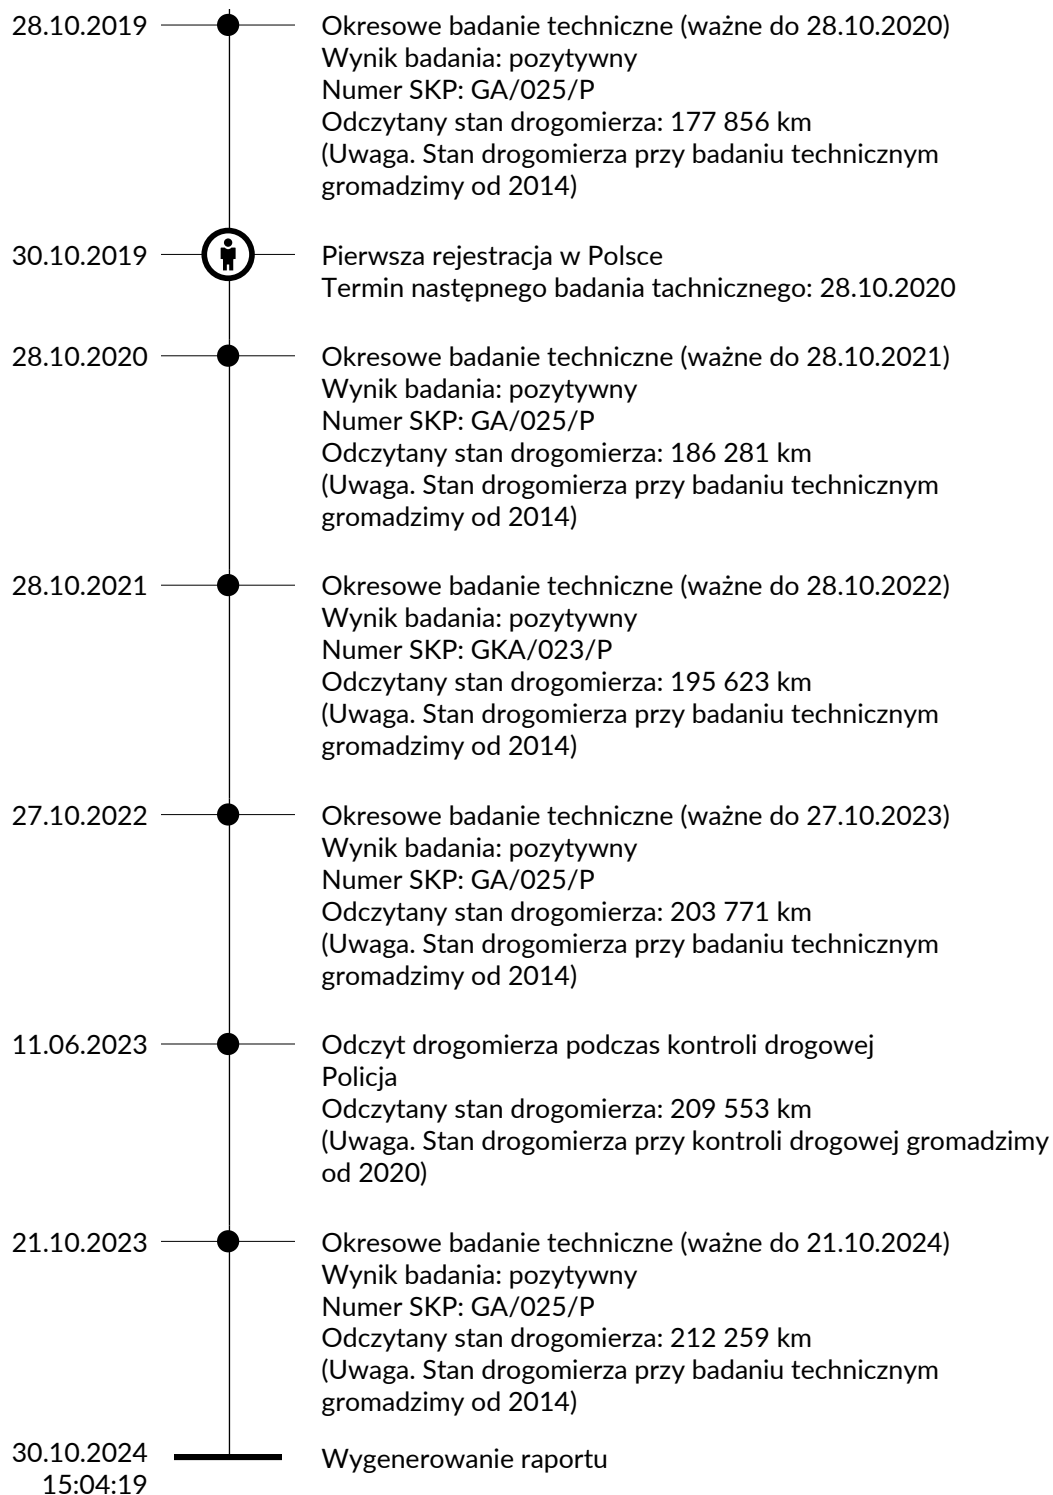 28.10.2019 Okresowe badanie techniczne (ważne do 28.10.2020)
Wynik badania: pozytywny
Numer SKP: GA/025/P
Odczytany stan drogomierza: 177 856 km
(Uwaga. Stan drogomierza przy badaniu technicznym
gromadzimy od 2014)
30.10.2019 Pierwsza rejestracja w Polsce
Termin następnego badania tachnicznego: 28.10.2020
28.10.2020 Okresowe badanie techniczne (ważne do 28.10.2021)
Wynik badania: pozytywny
Numer SKP: GA/025/P
Odczytany stan drogomierza: 186 281 km
(Uwaga. Stan drogomierza przy badaniu technicznym
gromadzimy od 2014)
28.10.2021 Okresowe badanie techniczne (ważne do 28.10.2022)
Wynik badania: pozytywny
Numer SKP: GKA/023/P
Odczytany stan drogomierza: 195 623 km
(Uwaga. Stan drogomierza przy badaniu technicznym
gromadzimy od 2014)
27.10.2022 Okresowe badanie techniczne (ważne do 27.10.2023)
Wynik badania: pozytywny
Numer SKP: GA/025/P
Odczytany stan drogomierza: 203 771 km
(Uwaga. Stan drogomierza przy badaniu technicznym
gromadzimy od 2014)
11.06.2023 Odczyt drogomierza podczas kontroli drogowej
Policja
Odczytany stan drogomierza: 209 553 km
(Uwaga. Stan drogomierza przy kontroli drogowej gromadzimy
od 2020)
21.10.2023 Okresowe badanie techniczne (ważne do 21.10.2024)
Wynik badania: pozytywny
Numer SKP: GA/025/P
Odczytany stan drogomierza: 212 259 km
(Uwaga. Stan drogomierza przy badaniu technicznym
gromadzimy od 2014)
30.10.2024 Wygenerowanie raportu
15:04:19